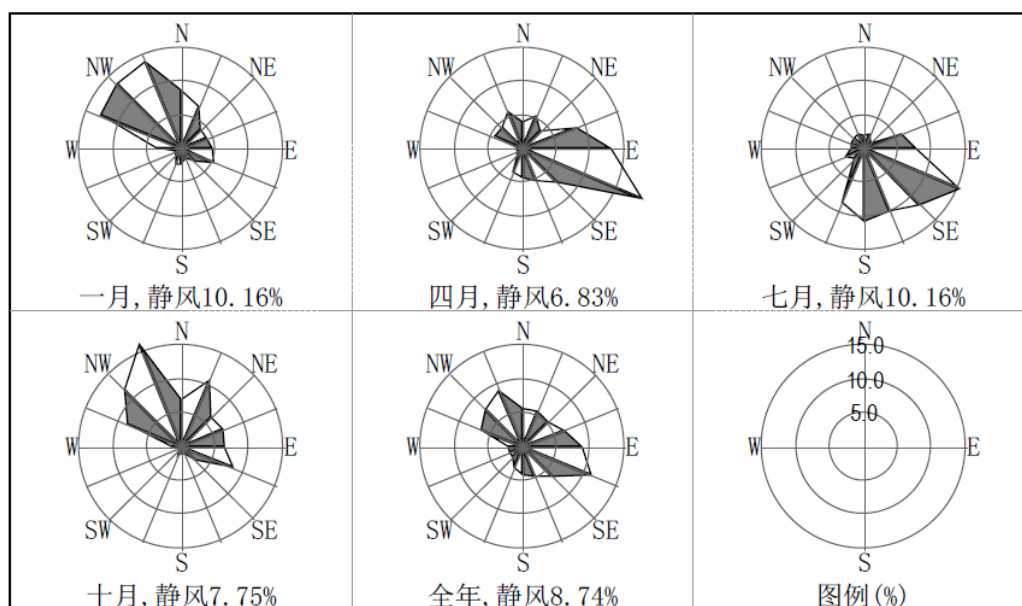 N
NW NE
W E
SW SE
S
一月,静风10.16%
N
NW NE
W E
SW SE
S
四月,静风6.83%
N
NW NE
W E
SW SE
S
七月,静风10.16%
N
NW NE
W E
SW SE
S
十月,静风7.75%
N
NW NE
W E
SW SE
S
全年,静风8.74%
N
15.0
10.0
5.0
W E
S
图例(%)